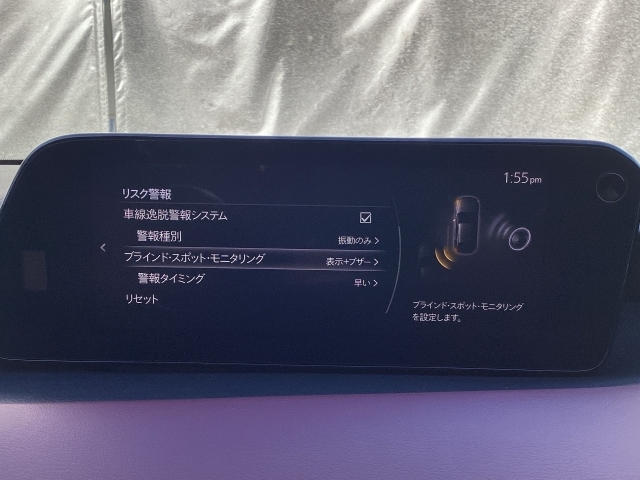 1:55pm
リスク警報
車線逸脱警報システム
警報種別 振動のみ >
ブラインド・スポット・モニタリング 表示+ブザー >
警報タイミング 早い >
リセット
ブラインド・スポット・モニタリング
を設定します。